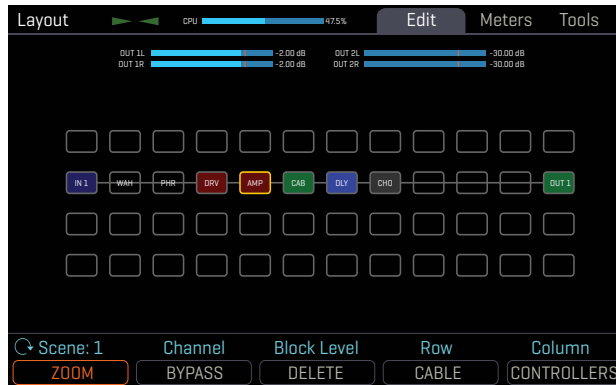 Layout CPU 47.5% Edit Meters Tools
OUT 1L -2.00 dB OUT 2L -30.00 dB
OUT 1R -2.00 dB OUT 2R -30.00 dB
IN 1 WAH PHR DRV AMP CAB DLY CHO OUT 1
Scene: 1 Channel Block Level Row Column
ZOOM BYPASS DELETE CABLE CONTROLLERS